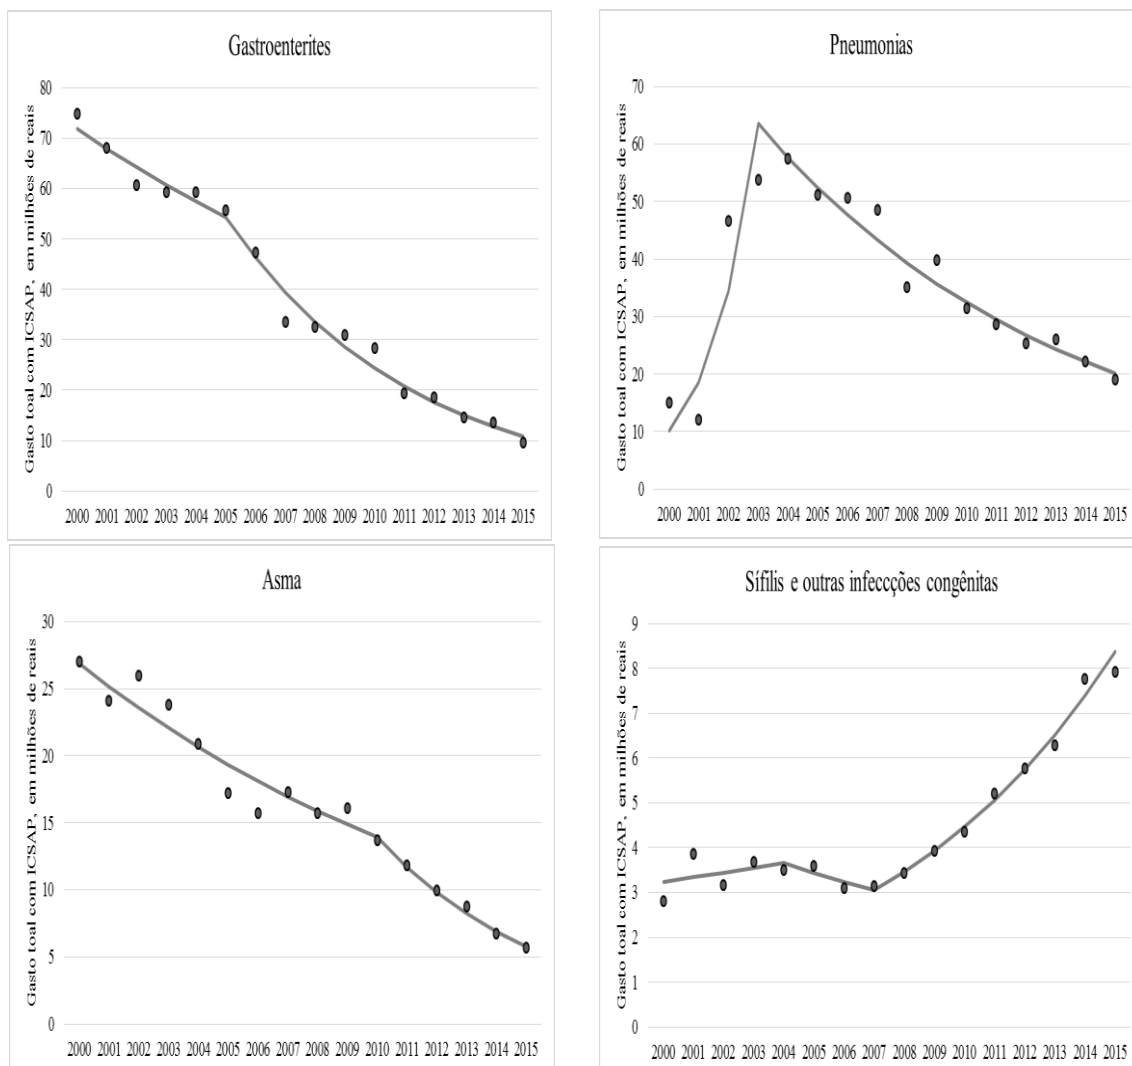 Gastroenterites
Gasto toal com ICSAP, em milhões de reais
80
70
60
50
40
30
20
10
0
2000 2001 2002 2003 2004 2005 2006 2007 2008 2009 2010 2011 2012 2013 2014 2015
Pneumonias
Gasto toal com ICSAP, em milhões de reais
70
60
50
40
30
20
10
0
2000 2001 2002 2003 2004 2005 2006 2007 2008 2009 2010 2011 2012 2013 2014 2015
Asma
Gasto toal com ICSAP, em milhões de reais
30
25
20
15
10
5
0
2000 2001 2002 2003 2004 2005 2006 2007 2008 2009 2010 2011 2012 2013 2014 2015
Sífilis e outras infeccções congênitas
Gasto toal com ICSAP, em milhões de reais
9
8
7
6
5
4
3
2
1
0
2000 2001 2002 2003 2004 2005 2006 2007 2008 2009 2010 2011 2012 2013 2014 2015